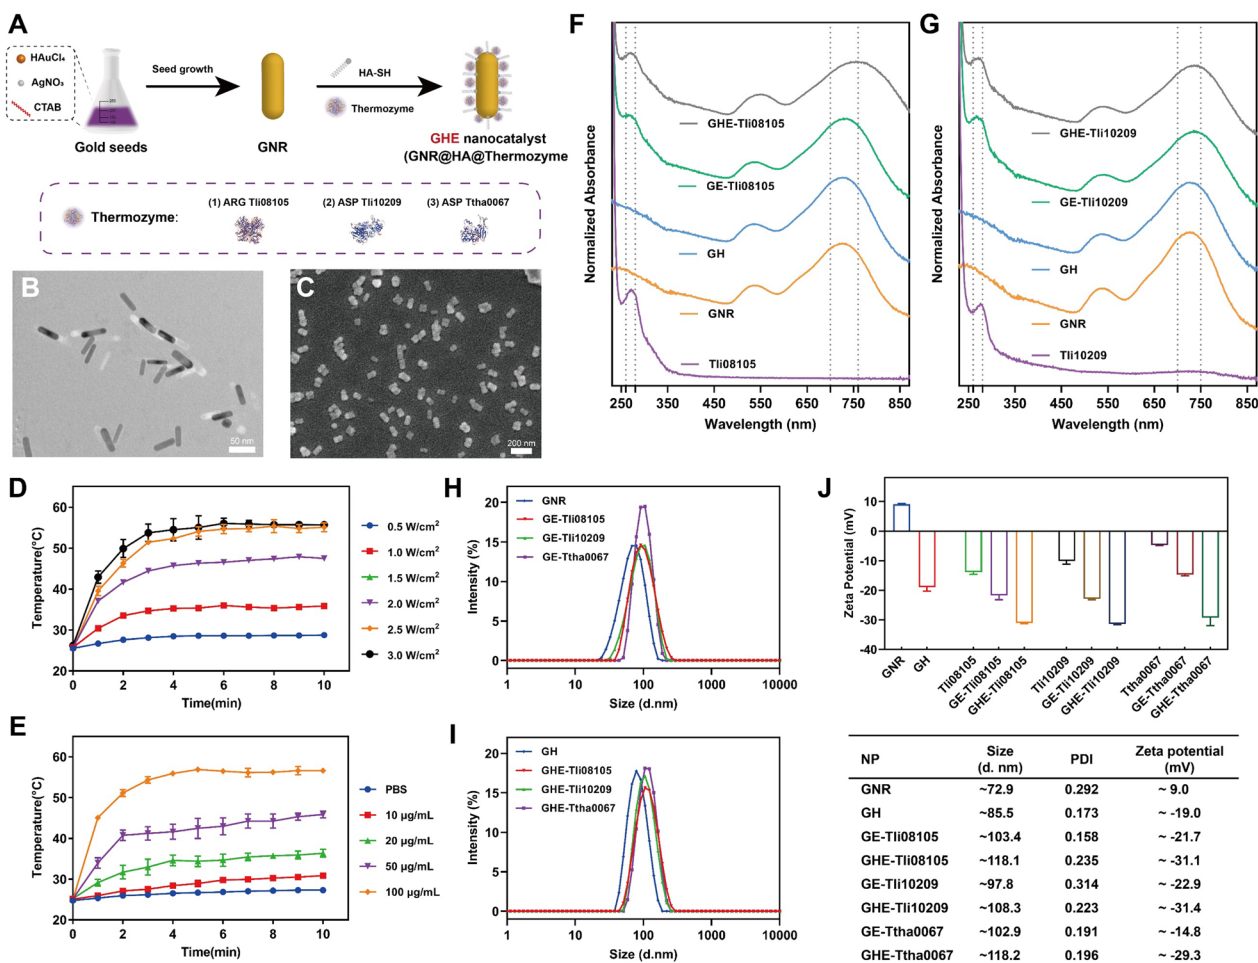 A
HAuCl₄
AgNO₃
CTAB
Gold seeds
Seed growth
GNR
HA-SH
Thermozyme
GHE nanocatalyst
(GNR@HA@Thermozyme
Thermozyme:
(1) ARG Tli08105
(2) ASP Tli10209
(3) ASP Ttha0067
B
50 nm
C
200 nm
D
Temperature(°C)
60
50
40
30
20
0 2 4 6 8 10
Time(min)
0.5 W/cm²
1.0 W/cm²
1.5 W/cm²
2.0 W/cm²
2.5 W/cm²
3.0 W/cm²
E
Temperature(°C)
60
50
40
30
20
0 2 4 6 8 10
Time(min)
PBS
10 μg/mL
20 μg/mL
50 μg/mL
100 μg/mL
F
Normalized Absorbance
GHE-Tli08105
GE-Tli08105
GH
GNR
Tli08105
250 350 450 550 650 750 850
Wavelength (nm)
G
Normalized Absorbance
GHE-Tli10209
GE-Tli10209
GH
GNR
Tli10209
250 350 450 550 650 750 850
Wavelength (nm)
H
Intensity (%)
20
15
10
5
0
1 10 100 1000 10000
Size (d.nm)
GNR
GE-Tli08105
GE-Tli10209
GE-Ttha0067
I
Intensity (%)
20
15
10
5
0
1 10 100 1000 10000
Size (d.nm)
GH
GHE-Tli08105
GHE-Tli10209
GHE-Ttha0067
J
Zeta Potential (mV)
10
0
-10
-20
-30
-40
GNR
GH
Tli08105
GE-Tli08105
GHE-Tli08105
Tli10209
GE-Tli10209
GHE-Tli10209
Ttha0067
GE-Ttha0067
GHE-Ttha0067
NP Size (d. nm) PDI Zeta potential (mV)
GNR ~72.9 0.292 ~ 9.0
GH ~85.5 0.173 ~ -19.0
GE-Tli08105 ~103.4 0.158 ~ -21.7
GHE-Tli08105 ~118.1 0.235 ~ -31.1
GE-Tli10209 ~97.8 0.314 ~ -22.9
GHE-Tli10209 ~108.3 0.223 ~ -31.4
GE-Ttha0067 ~102.9 0.191 ~ -14.8
GHE-Ttha0067 ~118.2 0.196 ~ -29.3